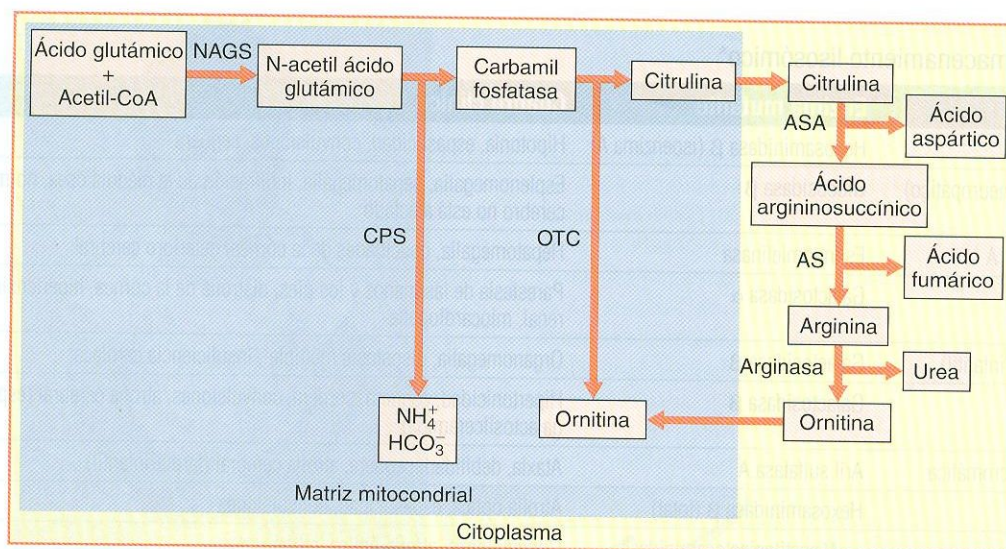 Ácido glutámico
+
Acetil-CoA
NAGS
N-acetil ácido
glutámico
Carbamil
fosfatasa
Citrulina
Citrulina
ASA
Ácido
aspártico
Ácido
argininosuccínico
CPS
OTC
AS
Ácido
fumárico
Arginina
Arginasa
Urea
NH₄⁺
HCO₃⁻
Ornitina
Ornitina
Matriz mitocondrial
Citoplasma